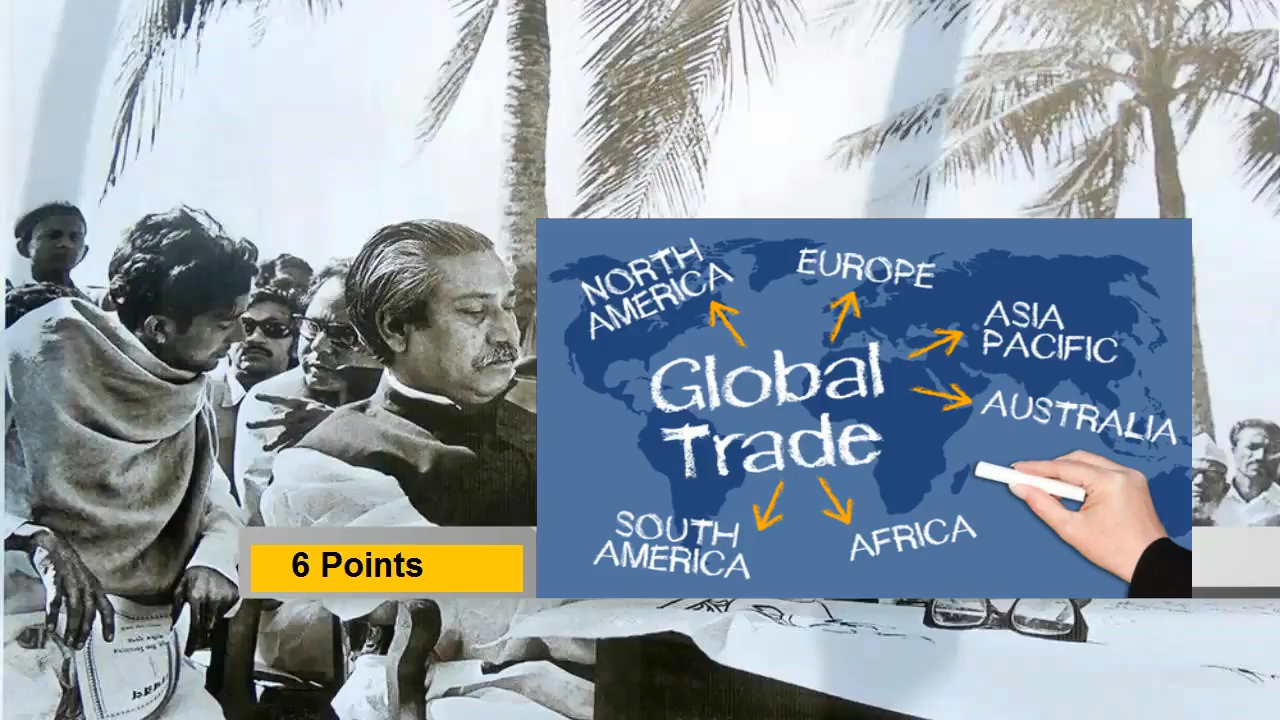 NORTH
AMERICA
EUROPE
ASIA
PACIFIC
Global
Trade
AUSTRALIA
SOUTH
AMERICA
AFRICA
6 Points